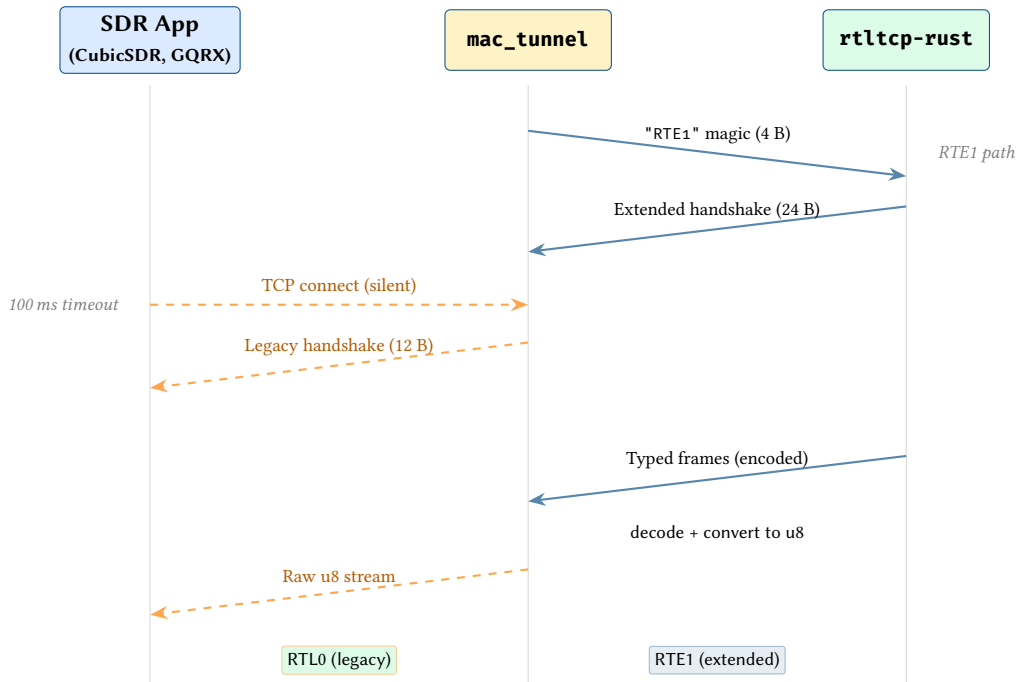 SDR App
(CubicSDR, GQRX)
mac_tunnel
rtltcp-rust
"RTE1" magic (4 B)
RTE1 path
Extended handshake (24 B)
TCP connect (silent)
100 ms timeout
Legacy handshake (12 B)
Typed frames (encoded)
decode + convert to u8
Raw u8 stream
RTL0 (legacy)
RTE1 (extended)